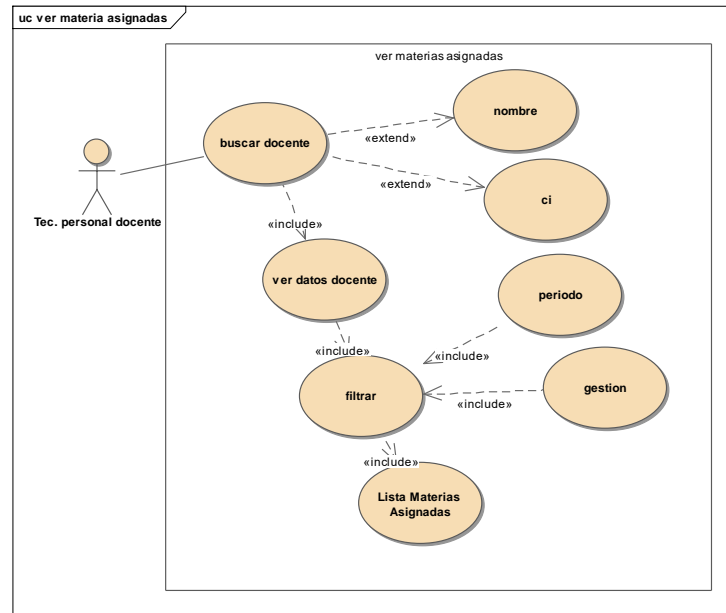 uc ver materia asignadas
ver materias asignadas
nombre
buscar docente
«extend»
«extend»
ci
Tec. personal docente
«include»
ver datos docente
periodo
«include»
«include»
gestion
filtrar
«include»
«include»
Lista Materias
Asignadas